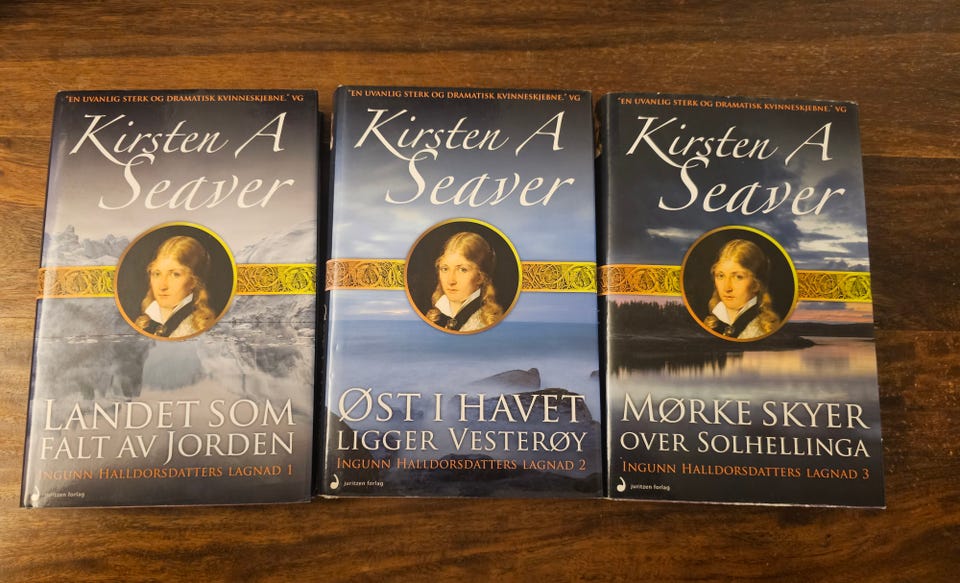 "EN UVANLIG STERK OG DRAMATISK KVINNESKJEBNE." VG
Kirsten A
Seaver
LANDET SOM
FALT AV JORDEN
INGUNN HALLDORSDATTERS LAGNAD 1
juritzen forlag
"EN UVANLIG STERK OG DRAMATISK KVINNESKJEBNE." VG
Kirsten A
Seaver
ØST I HAVET
LIGGER VESTERØY
INGUNN HALLDORSDATTERS LAGNAD 2
juritzen forlag
"EN UVANLIG STERK OG DRAMATISK KVINNESKJEBNE." VG
Kirsten A
Seaver
MØRKE SKYER
OVER SOLHELLINGA
INGUNN HALLDORSDATTERS LAGNAD 3
juritzen forlag